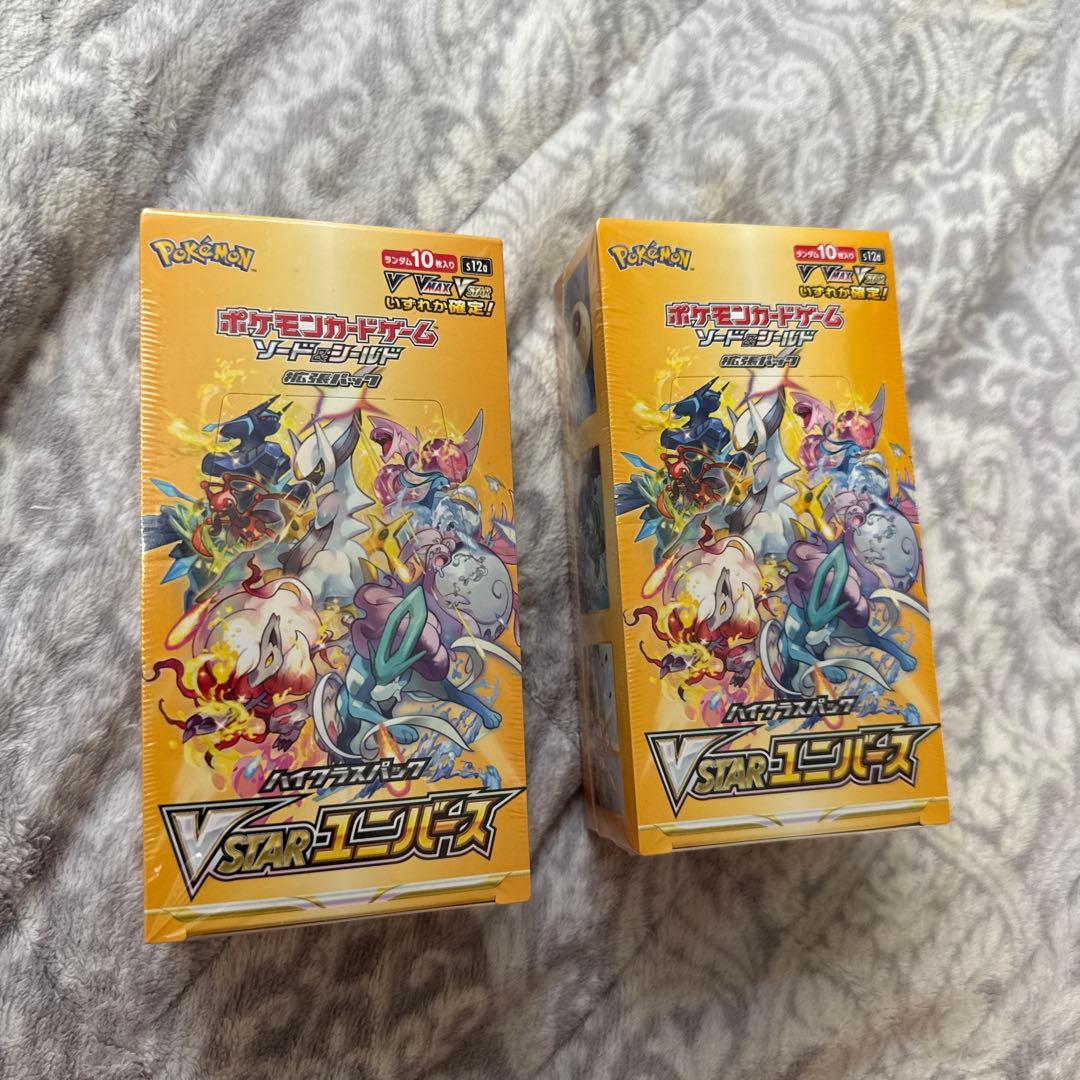 POKéMON™
ランダム10枚入り s12a
V VMAX VSTAR
いずれか確定!
ポケモンカードゲーム
ソード&シールド
拡張パック
ハイクラスパック
VSTARユニバース
POKéMON™
ランダム10枚入り s12a
V VMAX VSTAR
いずれか確定!
ポケモンカードゲーム
ソード&シールド
拡張パック
ハイクラスパック
VSTARユニバース